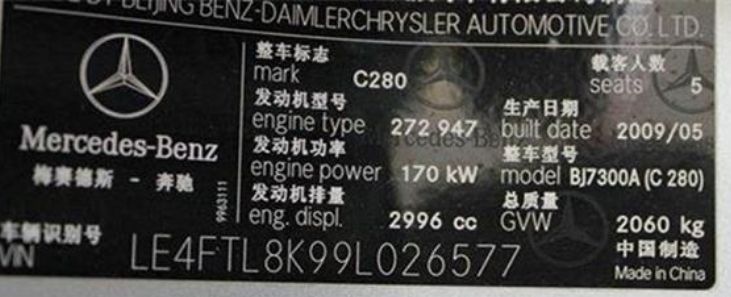 BEIJING BENZ-DAIMLERCHRYSLER AUTOMOTIVE CO. LTD.
整车标志
mark C280
载客人数
seats 5
发动机型号
engine type 272 947
生产日期
built date 2009/05
Mercedes-Benz
梅赛德斯 - 奔驰
发动机功率
engine power 170 kW
整车型号
model BJ7300A (C 280)
发动机排量
eng. displ. 2996 cc
总质量
GVW 2060 kg
9963111
车辆识别号
VIN LE4FTL8K99L026577
中国制造
Made in China